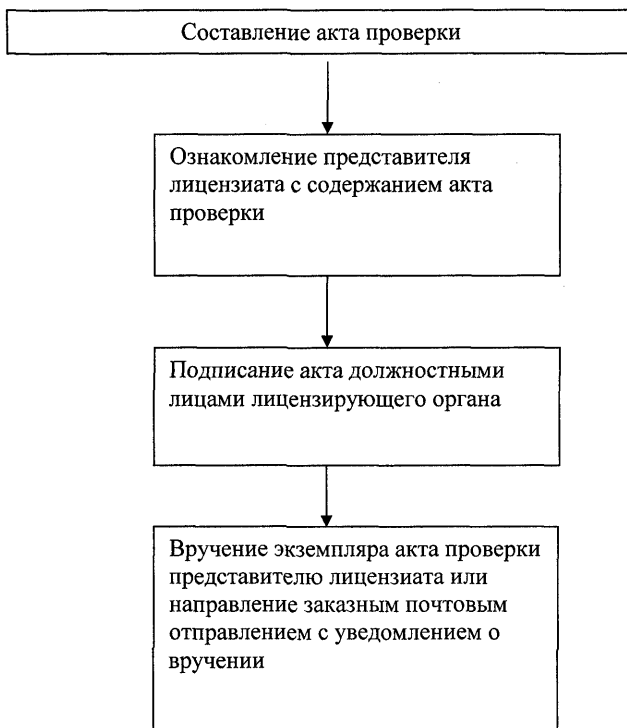 Составление акта проверки
Ознакомление представителя
лицензиата с содержанием акта
проверки
Подписание акта должностными
лицами лицензирующего органа
Вручение экземпляра акта проверки
представителю лицензиата или
направление заказным почтовым
отправлением с уведомлением о
вручении